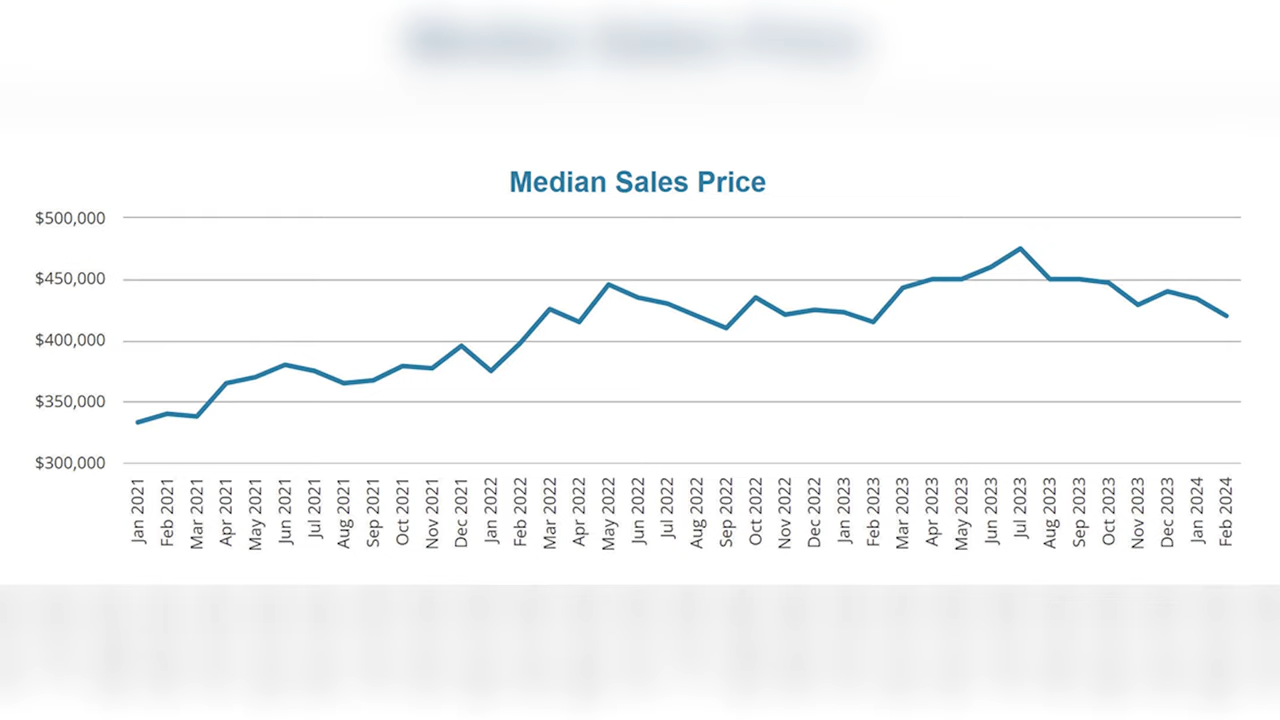 Median Sales Price
$500,000
$450,000
$400,000
$350,000
$300,000
Jan 2021
Feb 2021
Mar 2021
Apr 2021
May 2021
Jun 2021
Jul 2021
Aug 2021
Sep 2021
Oct 2021
Nov 2021
Dec 2021
Jan 2022
Feb 2022
Mar 2022
Apr 2022
May 2022
Jun 2022
Jul 2022
Aug 2022
Sep 2022
Oct 2022
Nov 2022
Dec 2022
Jan 2023
Feb 2023
Mar 2023
Apr 2023
May 2023
Jun 2023
Jul 2023
Aug 2023
Sep 2023
Oct 2023
Nov 2023
Dec 2023
Jan 2024
Feb 2024